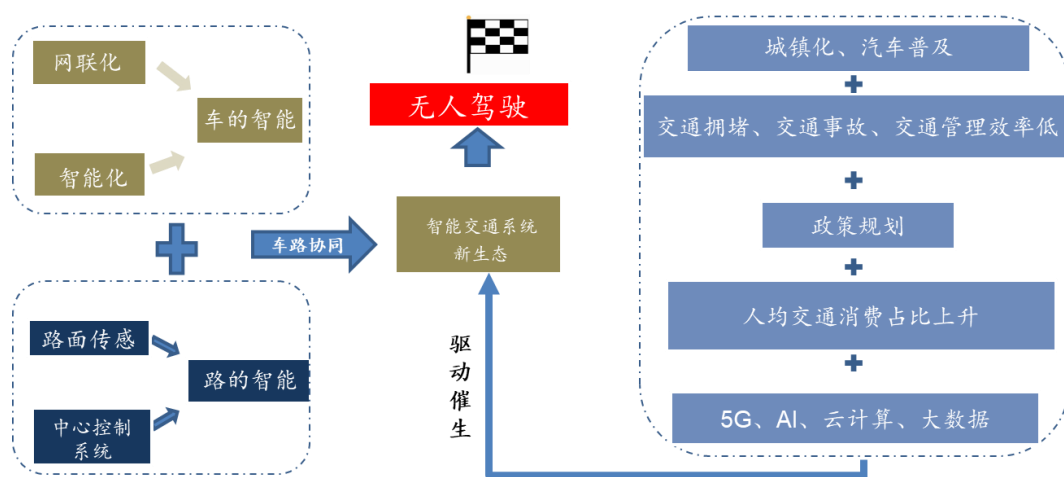 网联化
车的智能
智能化
路面传感
路的智能
中心控制
系统
车路协同
无人驾驶
智能交通系统
新生态
驱动催生
城镇化、汽车普及
交通拥堵、交通事故、交通管理效率低
政策规划
人均交通消费占比上升
5G、AI、云计算、大数据